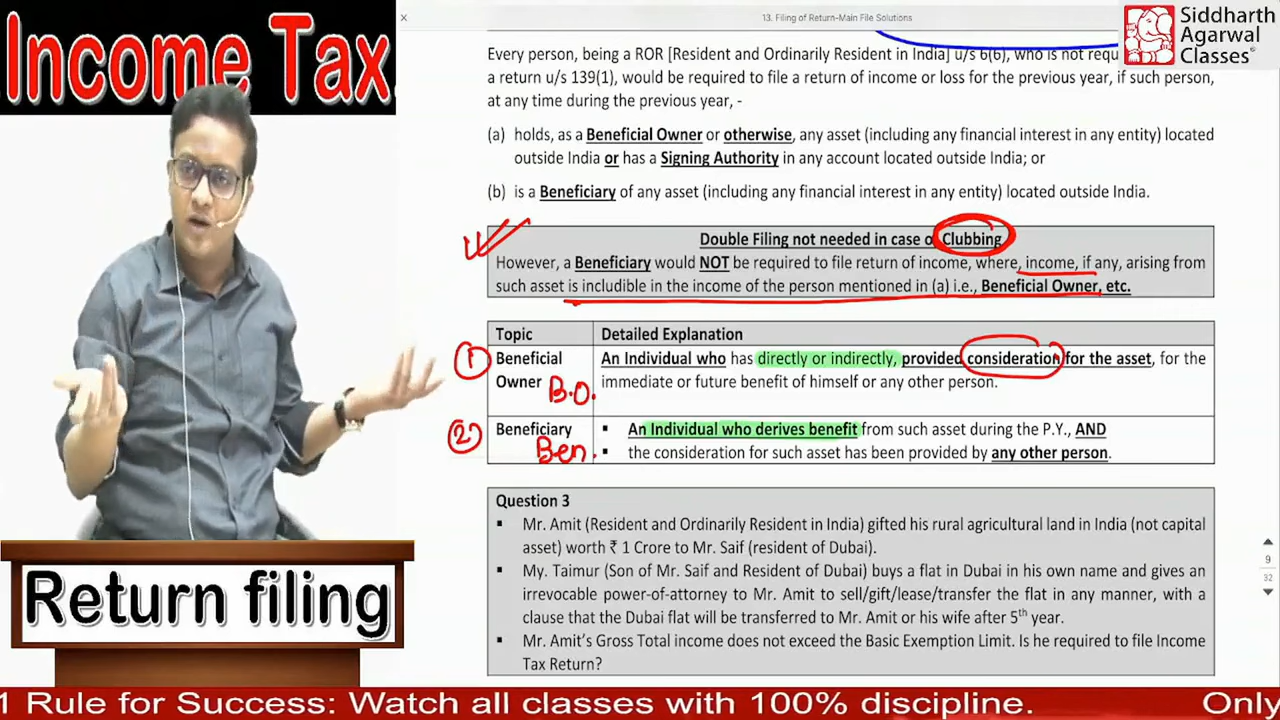 Income Tax
13. Filing of Return-Main File Solutions
Siddharth
Agarwal
Classes
Every person, being a ROR [Resident and Ordinarily Resident in India] u/s 6(6), who is not
a return u/s 139(1), would be required to file a return of income or loss for the previous year, if such person,
at any time during the previous year, -
(a) holds, as a Beneficial Owner or otherwise, any asset (including any financial interest in any entity) located
outside India or has a Signing Authority in any account located outside India; or
(b) is a Beneficiary of any asset (including any financial interest in any entity) located outside India.
Double Filing not needed in case o Clubbing
However, a Beneficiary would NOT be required to file return of income, where, income, if any, arising from
such asset is includible in the income of the person mentioned in (a) i.e., Beneficial Owner, etc.
Topic Detailed Explanation
① Beneficial Owner B.O. An Individual who has directly or indirectly, provided consideration for the asset, for the
immediate or future benefit of himself or any other person.
② Beneficiary Ben. ▪ An Individual who derives benefit from such asset during the P.Y., AND
▪ the consideration for such asset has been provided by any other person.
Question 3
▪ Mr. Amit (Resident and Ordinarily Resident in India) gifted his rural agricultural land in India (not capital
asset) worth ₹ 1 Crore to Mr. Saif (resident of Dubai).
▪ My. Taimur (Son of Mr. Saif and Resident of Dubai) buys a flat in Dubai in his own name and gives an
irrevocable power-of-attorney to Mr. Amit to sell/gift/lease/transfer the flat in any manner, with a
clause that the Dubai flat will be transferred to Mr. Amit or his wife after 5th year.
▪ Mr. Amit's Gross Total income does not exceed the Basic Exemption Limit. Is he required to file Income
Tax Return?
9
32
Return filing
1 Rule for Success: Watch all classes with 100% discipline. Only